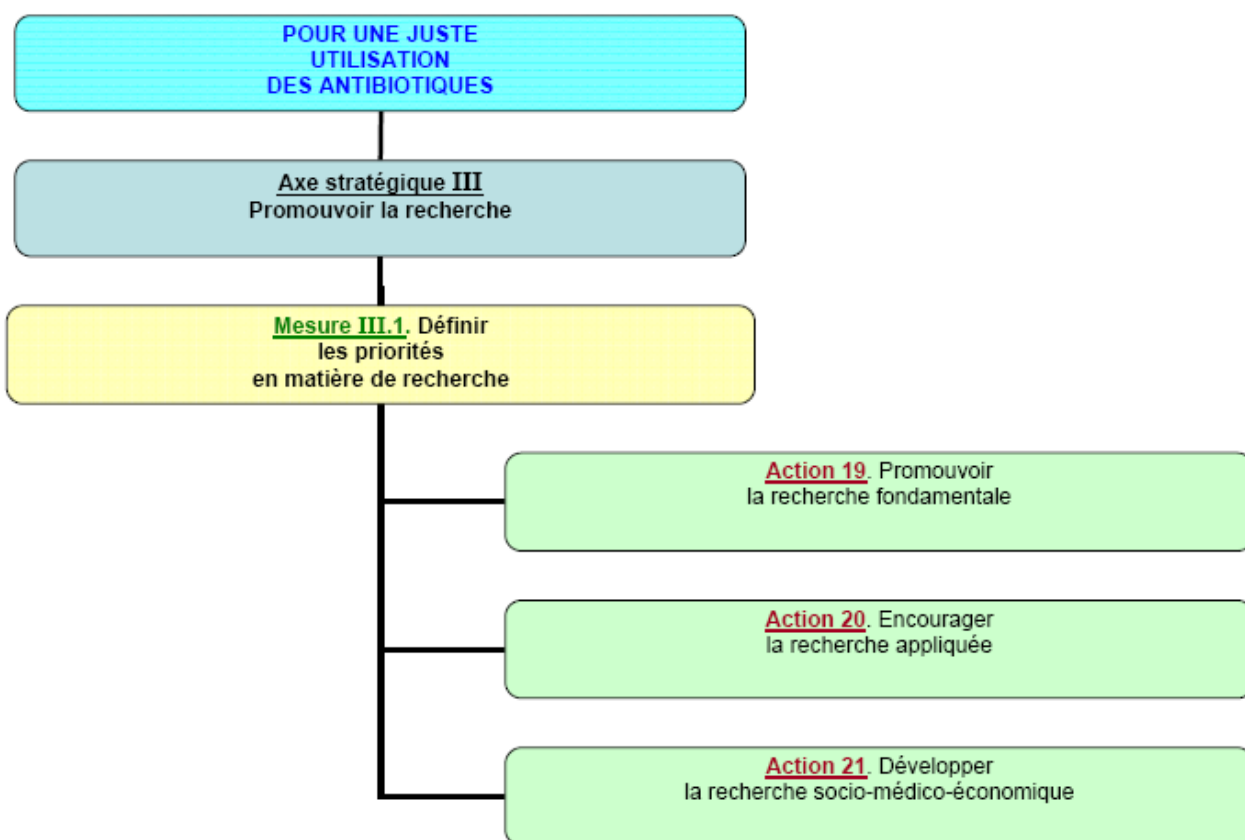 POUR UNE JUSTE
UTILISATION
DES ANTIBIOTIQUES
Axe stratégique III
Promouvoir la recherche
Mesure III.1. Définir
les priorités
en matière de recherche
Action 19. Promouvoir
la recherche fondamentale
Action 20. Encourager
la recherche appliquée
Action 21. Développer
la recherche socio-médico-économique